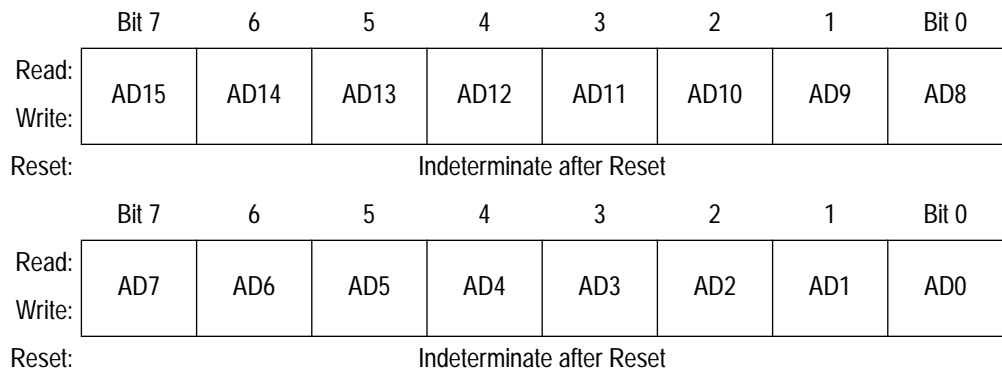 Bit 7 6 5 4 3 2 1 Bit 0
Read:
AD15 AD14 AD13 AD12 AD11 AD10 AD9 AD8
Write:
Reset: Indeterminate after Reset
Bit 7 6 5 4 3 2 1 Bit 0
Read:
AD7 AD6 AD5 AD4 AD3 AD2 AD1 AD0
Write:
Reset: Indeterminate after Reset